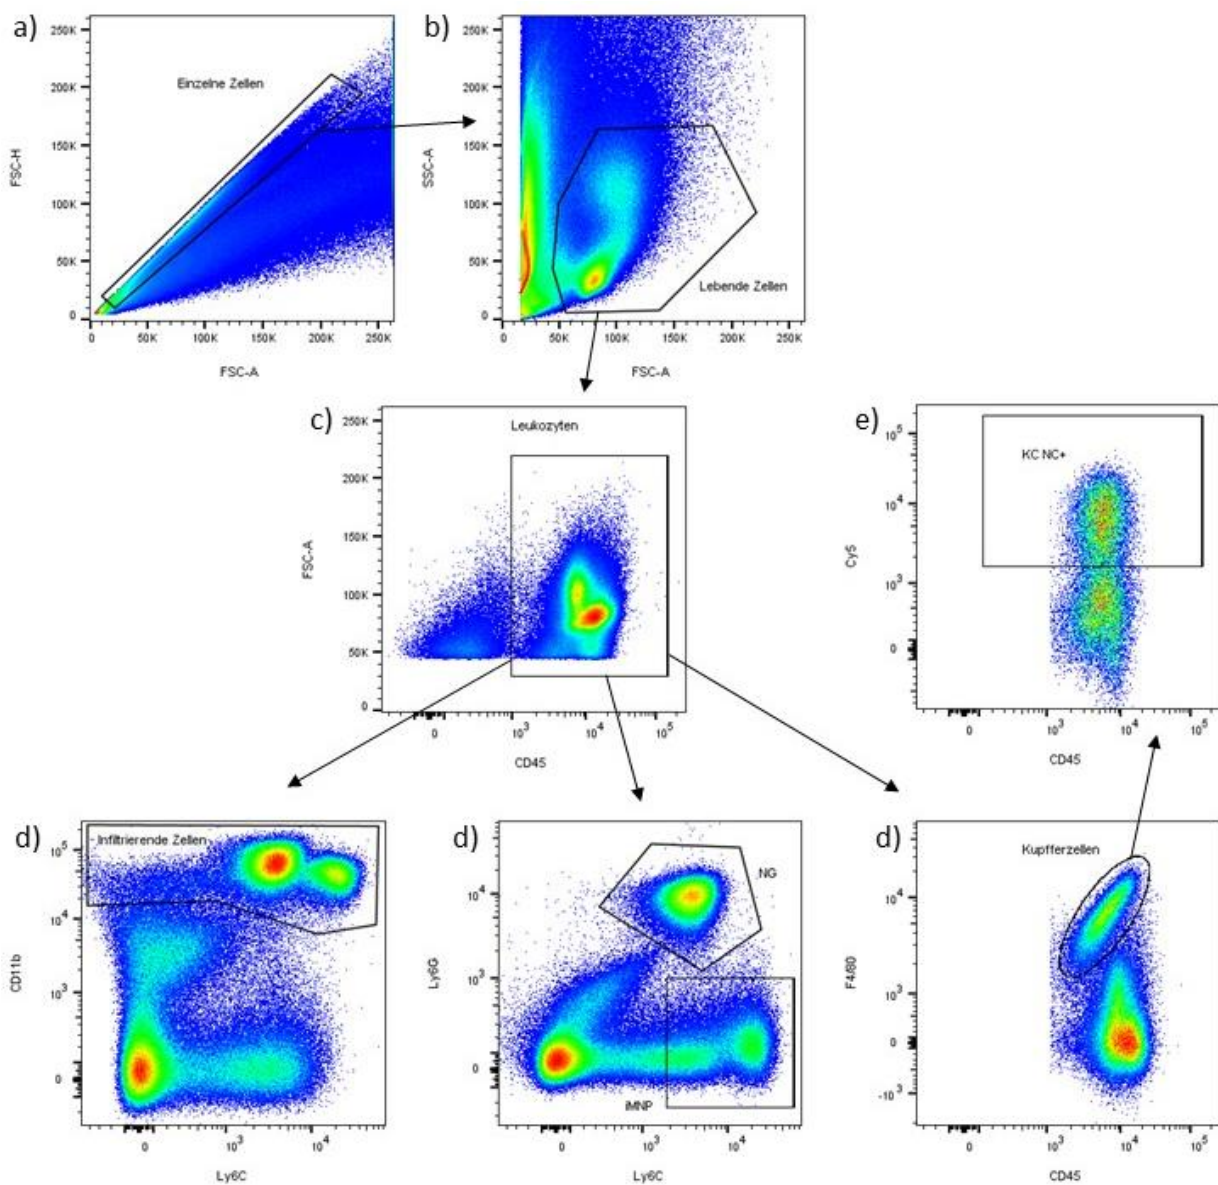 a)
250K
200K
150K
100K
50K
0
FSC-H
Einzelne Zellen
0 50K 100K 150K 200K 250K
FSC-A
b)
250K
200K
150K
100K
50K
0
SSC-A
Lebende Zellen
0 50K 100K 150K 200K 250K
FSC-A
c)
250K
200K
150K
100K
50K
0
FSC-A
Leukozyten
0 10³ 10⁴ 10⁵
CD45
e)
10⁵
10⁴
10³
0
Cy5
KC NC+
0 10³ 10⁴ 10⁵
CD45
d)
10⁵
10⁴
10³
0
CD11b
Infiltrierende Zellen
0 10³ 10⁴
Ly6C
d)
10⁴
10³
0
Ly6G
NG
iMNP
0 10³ 10⁴
Ly6C
d)
10⁴
10³
0
-10³
F4/80
Kupfferzellen
0 10³ 10⁴ 10⁵
CD45